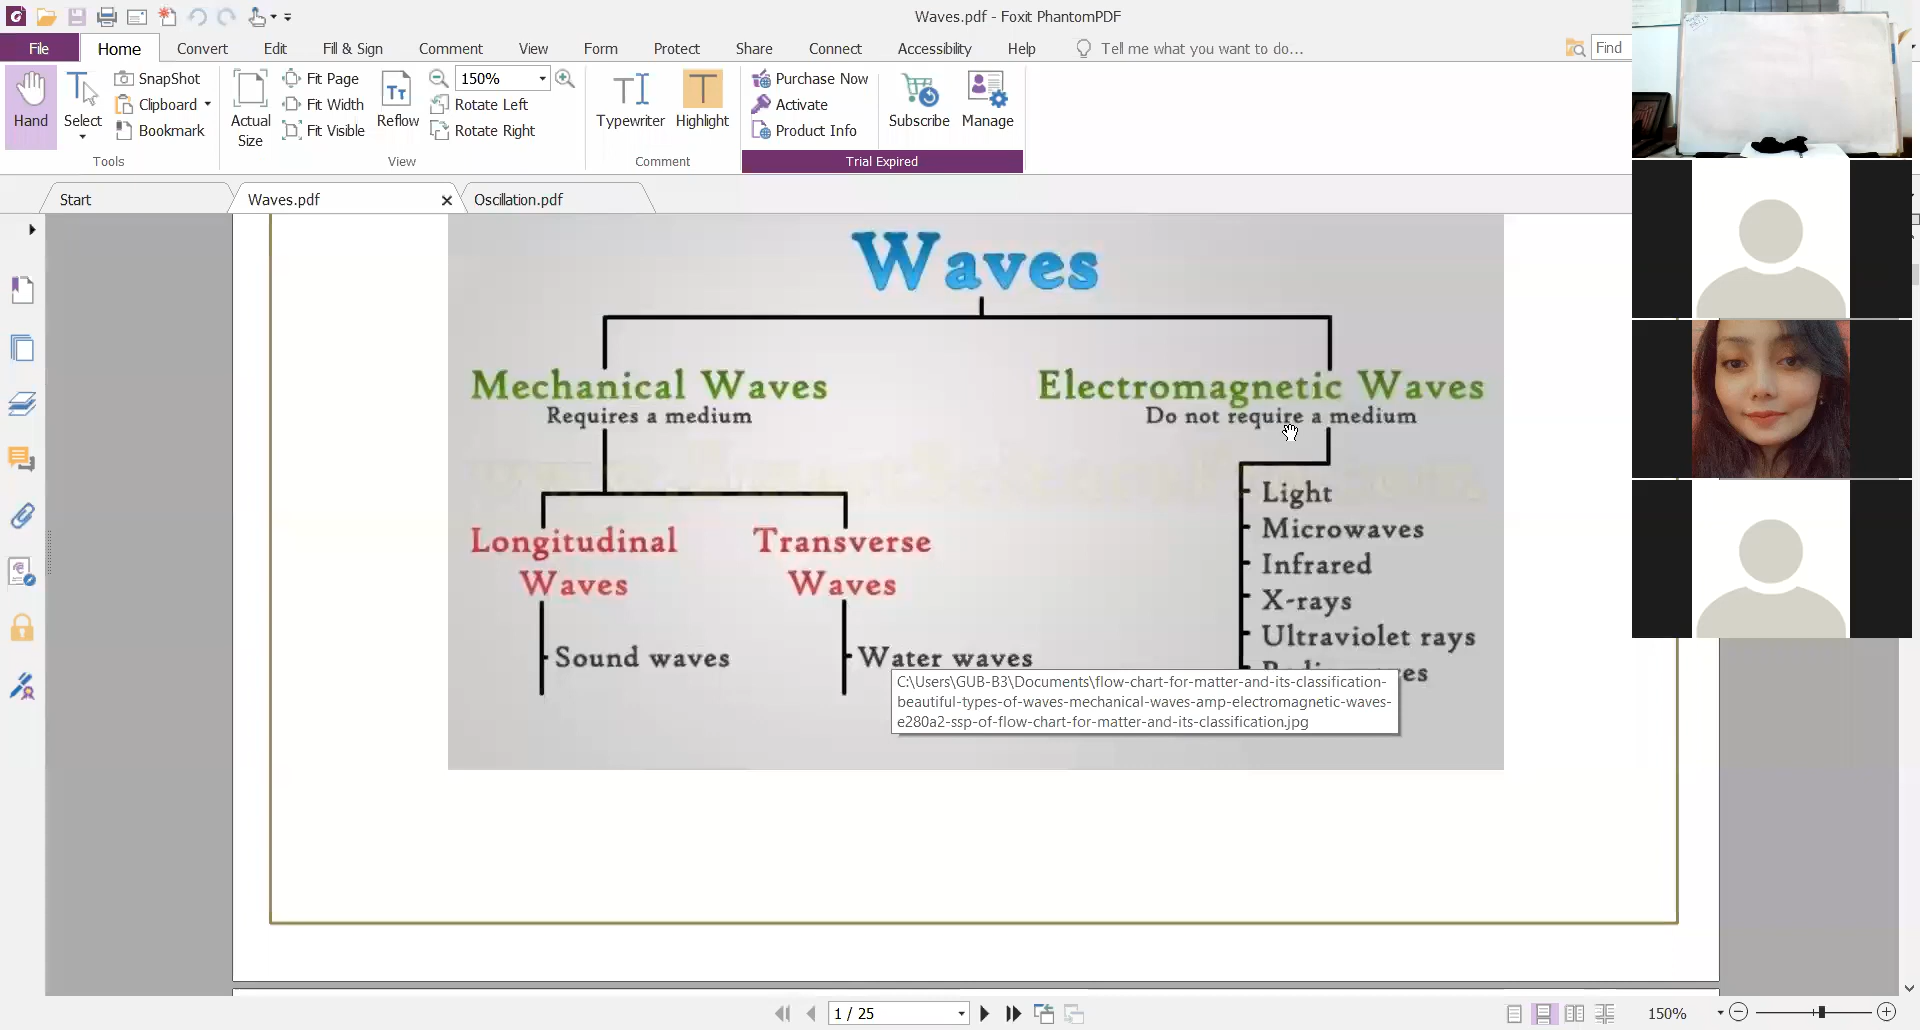 Waves.pdf - Foxit PhantomPDF
File Home Convert Edit Fill & Sign Comment View Form Protect Share Connect Accessibility Help Tell me what you want to do... Find
Hand
Select
SnapShot
Clipboard
Bookmark
Tools
Actual Size
Fit Page
Fit Width
Fit Visible
Reflow
150%
Rotate Left
Rotate Right
View
Typewriter
Highlight
Comment
Purchase Now
Activate
Product Info
Subscribe
Manage
Trial Expired
Start Waves.pdf Oscillation.pdf
Waves
Mechanical Waves
Requires a medium
Electromagnetic Waves
Do not require a medium
Longitudinal
Waves
Transverse
Waves
Sound waves
Water waves
Light
Microwaves
Infrared
X-rays
Ultraviolet rays
C:\Users\GUB-B3\Documents\flow-chart-for-matter-and-its-classification-
beautiful-types-of-waves-mechanical-waves-amp-electromagnetic-waves-
e280a2-ssp-of-flow-chart-for-matter-and-its-classification.jpg
1 / 25
150%